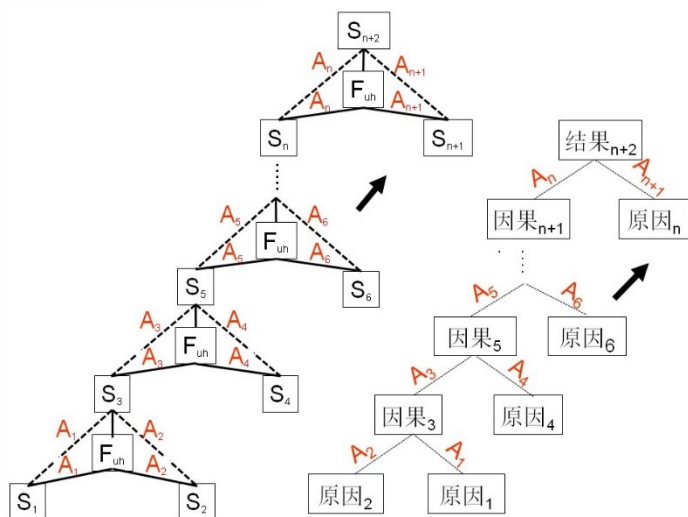 Sn+2
An An+1
Fuh
An An+1
Sn Sn+1
A5 A6
Fuh
A5 A6
S5 S6
A3 A4
Fuh
A3 A4
S3 S4
A1 A2
Fuh
A1 A2
S1 S2
结果n+2
An An+1
因果n+1 原因n
A5 A6
因果5 原因6
A3 A4
因果3 原因4
A2 A1
原因2 原因1